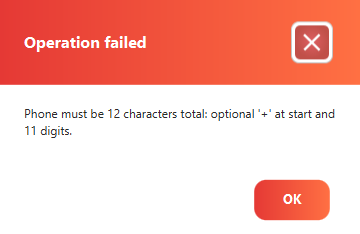 Operation failed
Phone must be 12 characters total: optional '+' at start and
11 digits.
OK